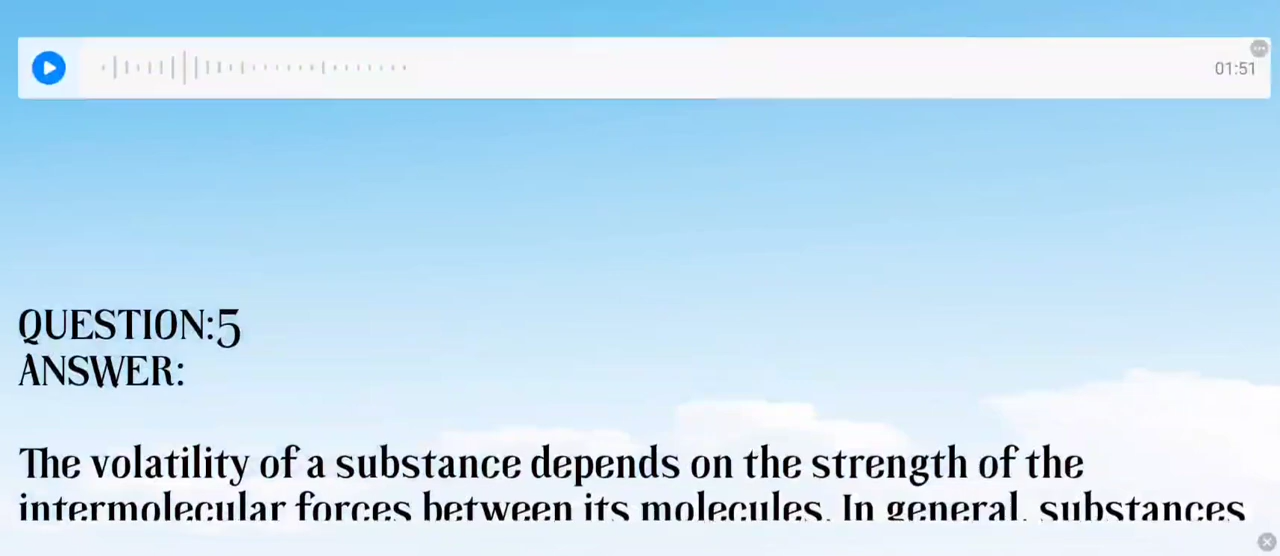 01:51
QUESTION:5
ANSWER:
The volatility of a substance depends on the strength of the
intermolecular forces between its molecules. In general, substances